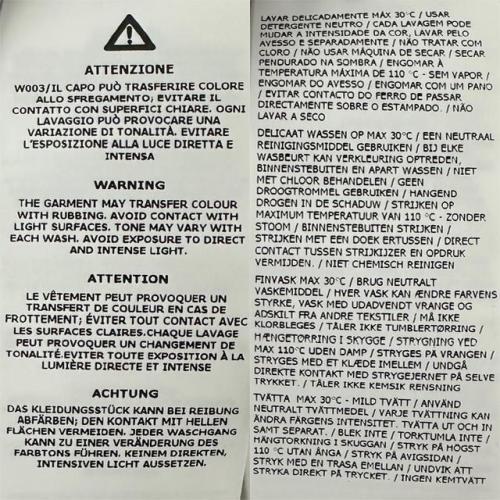 ATTENZIONE
W003/IL CAPO PUÒ TRASFERIRE COLORE
ALLO SFREGAMENTO; EVITARE IL
CONTATTO CON SUPERFICI CHIARE. OGNI
LAVAGGIO PUÒ PROVOCARE UNA
VARIAZIONE DI TONALITÀ. EVITARE
L'ESPOSIZIONE ALLA LUCE DIRETTA E
INTENSA
WARNING
THE GARMENT MAY TRANSFER COLOUR
WITH RUBBING. AVOID CONTACT WITH
LIGHT SURFACES. TONE MAY VARY WITH
EACH WASH. AVOID EXPOSURE TO DIRECT
AND INTENSE LIGHT.
ATTENTION
LE VÊTEMENT PEUT PROVOQUER UN
TRANSFERT DE COULEUR EN CAS DE
FROTTEMENT; ÉVITER TOUT CONTACT AVEC
LES SURFACES CLAIRES.CHAQUE LAVAGE
PEUT PROVOQUER UN CHANGEMENT DE
TONALITÉ.EVITER TOUTE EXPOSITION À LA
LUMIÈRE DIRECTE ET INTENSE
ACHTUNG
DAS KLEIDUNGSSTÜCK KANN BEI REIBUNG
ABFÄRBEN; DEN KONTAKT MIT HELLEN
FLÄCHEN VERMEIDEN. JEDER WASCHGANG
KANN ZU EINER VERÄNDERUNG DES
FARBTONS FÜHREN. KEINEM DIREKTEN,
INTENSIVEN LICHT AUSSETZEN.
LAVAR DELICADAMENTE MÁX 30°C / USAR
DETERGENTE NEUTRO / CADA LAVAGEM PODE
MUDAR A INTENSIDADE DA COR, LAVAR PELO
AVESSO E SEPARADAMENTE / NÃO TRATAR COM
CLORO / NÃO USAR MÁQUINA DE SECAR / SECAR
PENDURADO NA SOMBRA / ENGOMAR À
TEMPERATURA MÁXIMA DE 110 °C - SEM VAPOR /
ENGOMAR DO AVESSO / ENGOMAR COM UM PANO
/ EVITAR CONTACTO DO FERRO DE PASSAR
DIRECTAMENTE SOBRE O ESTAMPADO. / NÃO
LAVAR A SECO
DELICAAT WASSEN OP MAX 30°C / EEN NEUTRAAL
REINIGINGSMIDDEL GEBRUIKEN / BIJ ELKE
WASBEURT KAN VERKLEURING OPTREDEN,
BINNENSTEBUITEN EN APART WASSEN / NIET
MET CHLOOR BEHANDELEN / GEEN
DROOGTROMMEL GEBRUIKEN / HANGEND
DROGEN IN DE SCHADUW / STRIJKEN OP
MAXIMUM TEMPERATUUR VAN 110 °C - ZONDER
STOOM / BINNENSTEBUITEN STRIJKEN /
STRIJKEN MET EEN DOEK ERTUSSEN / DIRECT
CONTACT TUSSEN STRIJKIJZER EN OPDRUK
VERMIJDEN. / NIET CHEMISCH REINIGEN
FINVASK MAX 30°C / BRUG NEUTRALT
VASKEMIDDEL / HVER VASK KAN ÆNDRE FARVENS
STYRKE, VASK MED UDADVENDT VRANGE OG
ADSKILT FRA ANDRE TEKSTILER / MÅ IKKE
KLORBLEGES / TÅLER IKKE TUMBLERTØRRING /
HÆNGETØRRING I SKYGGE / STRYGNING VED
MAX 110°C UDEN DAMP / STRYGES PÅ VRANGEN /
STRYGES MED ET KLÆDE IMELLEM / UNDGÅ
DIREKTE KONTAKT MED STRYGEJERNET PÅ SELVE
TRYKKET. / TÅLER IKKE KEMSIK RENSNING
TVÄTTA MAX 30°C - MILD TVÄTT / ANVÄND
NEUTRALT TVÄTTMEDEL / VARJE TVÄTTNING KAN
ÄNDRA FÄRGENS INTENSITET. TVÄTTA UT OCH IN
SAMT SEPARAT. / BLEK INTE / TORKTUMLA INTE /
HÄNGTORKNING I SKUGGAN / STRYK PÅ HÖGST
110 °C UTAN ÅNGA / STRYK PÅ AVIGSIDAN /
STRYK MED EN TRASA EMELLAN / UNDVIK ATT
STRYKA DIREKT PÅ TRYCKET. / INGEN KEMTVÄTT